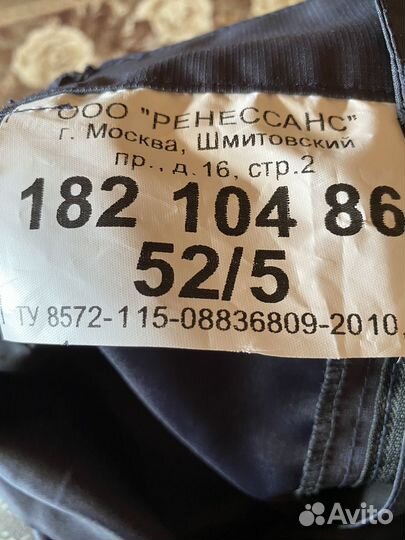 ООО "РЕНЕССАНС"
г. Москва, Шмитовский
пр., д.16, стр.2
182 104 86
52/5
ТУ 8572-115-08836809-2010
Avito